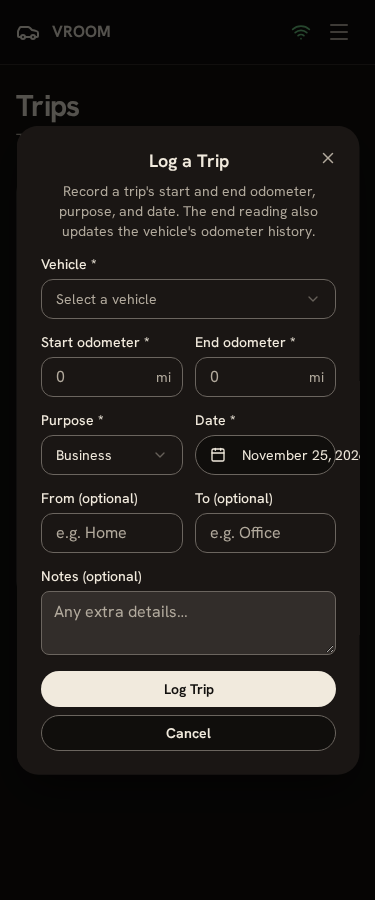 VROOM
Trips
Log a Trip
Record a trip's start and end odometer,
purpose, and date. The end reading also
updates the vehicle's odometer history.
Vehicle *
Select a vehicle
Start odometer *
End odometer *
0 mi
0 mi
Purpose *
Date *
Business
November 25, 202
From (optional)
To (optional)
e.g. Home
e.g. Office
Notes (optional)
Any extra details...
Log Trip
Cancel